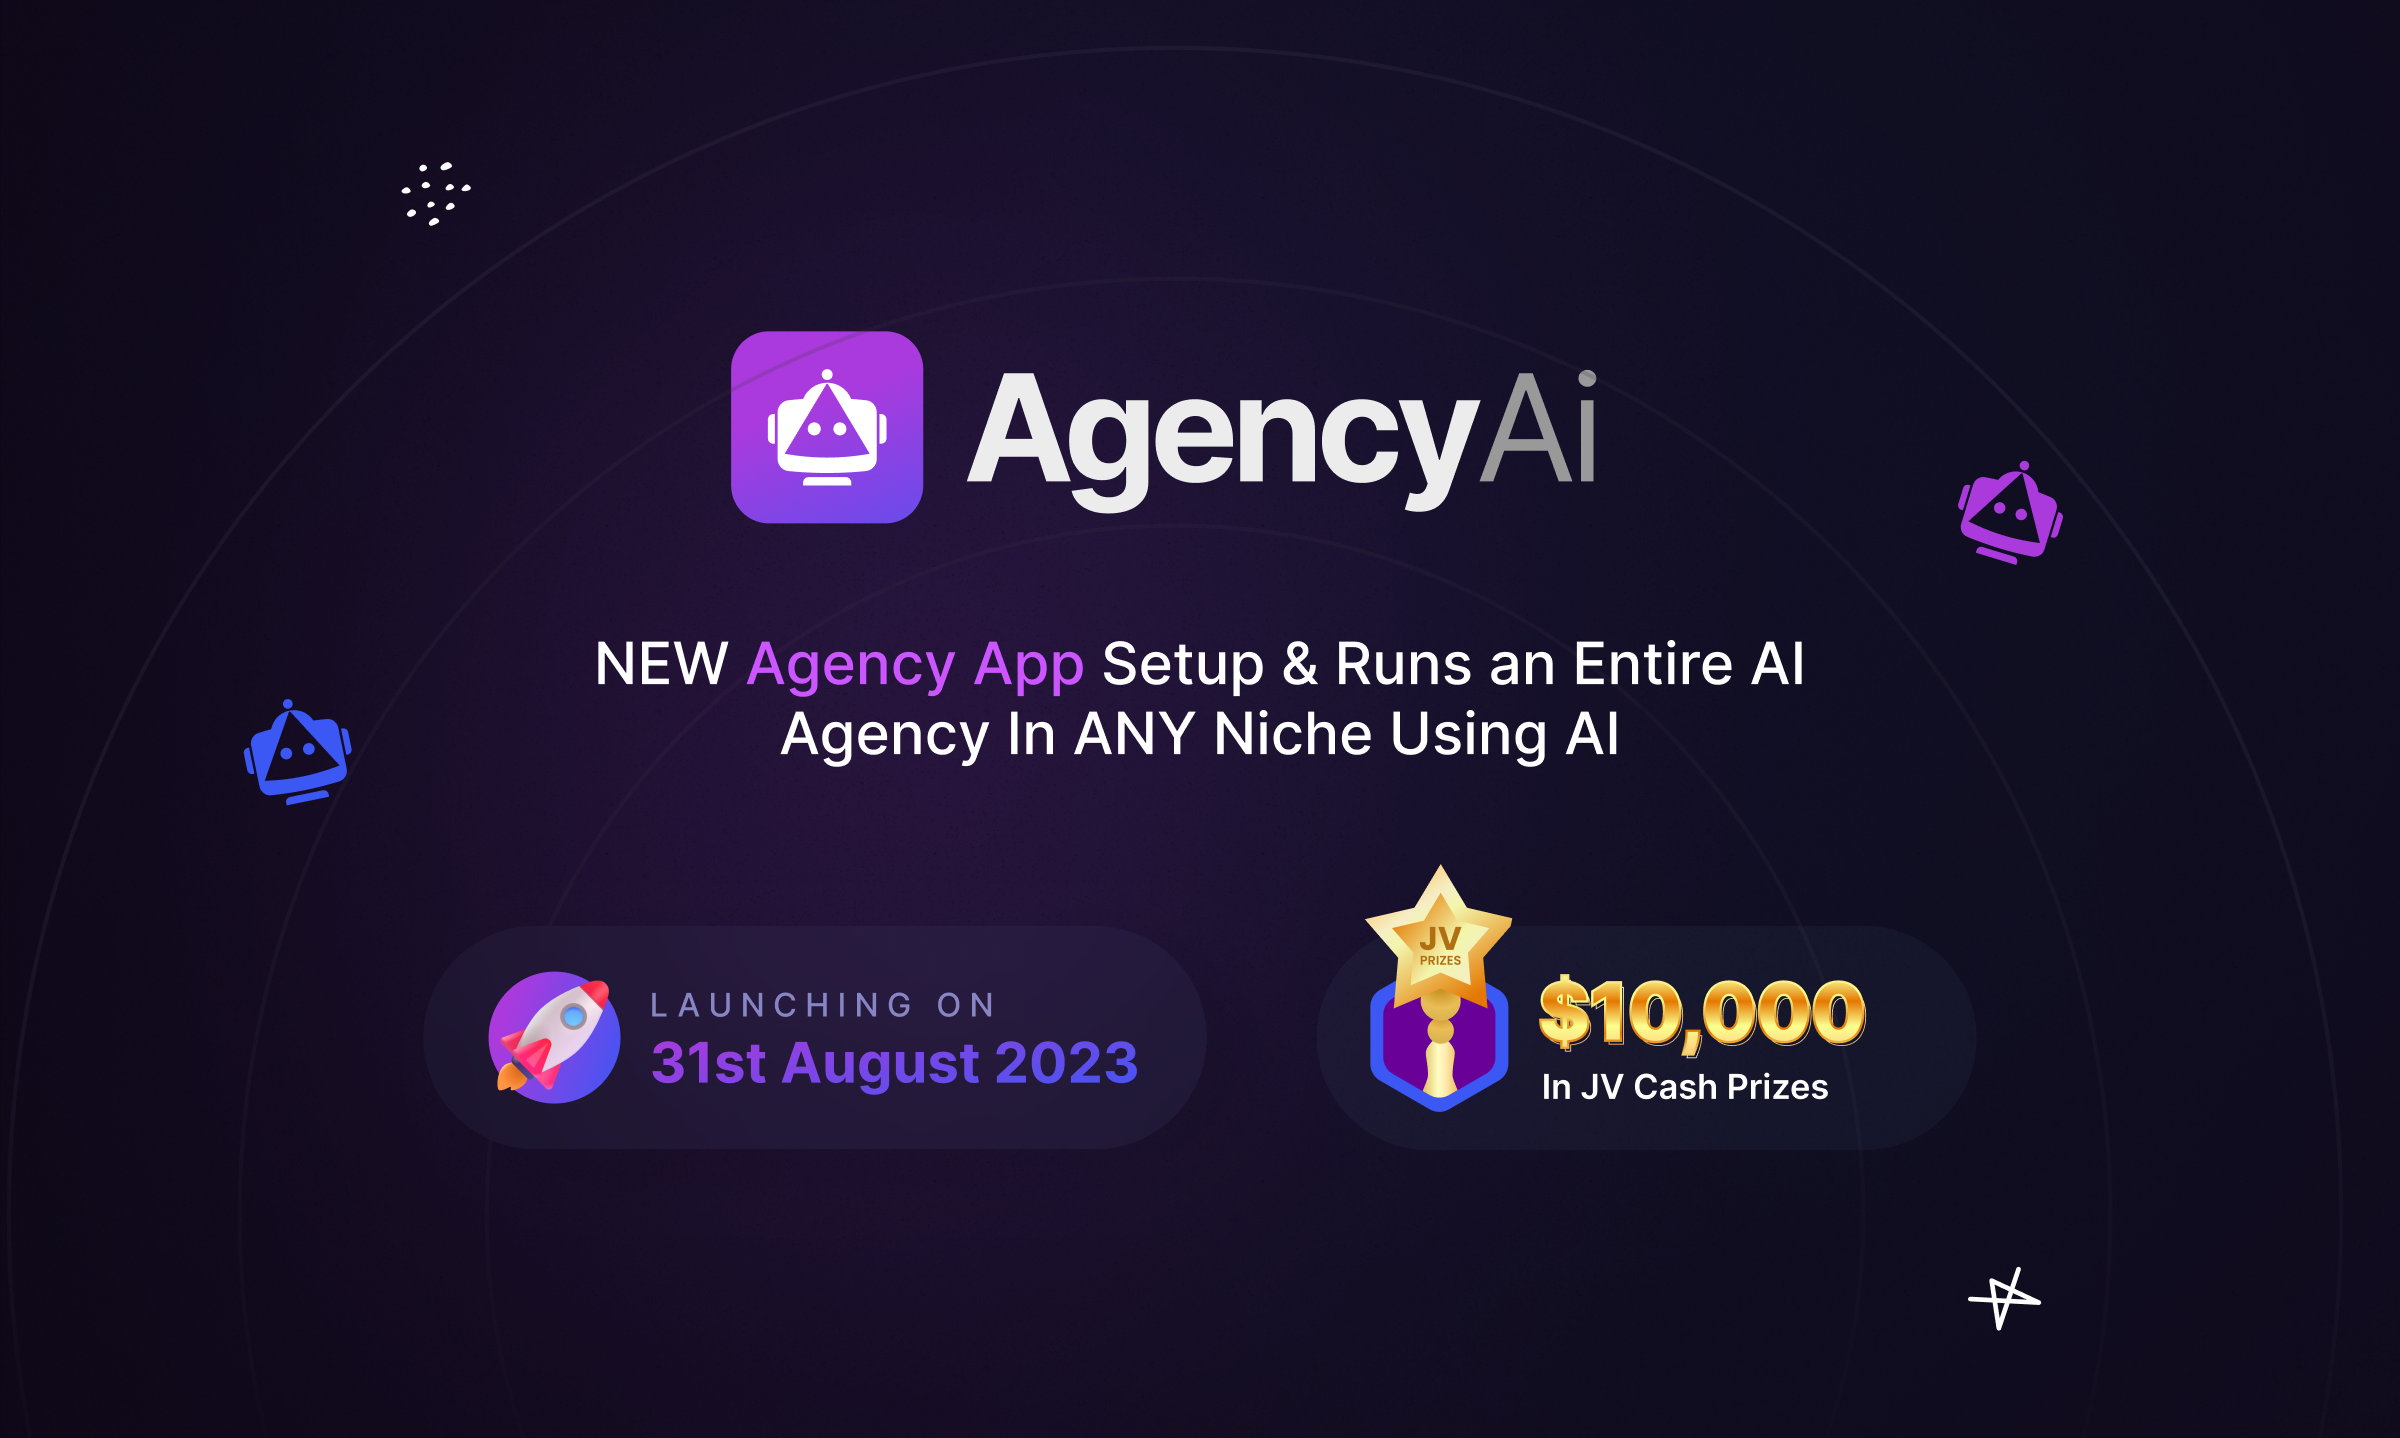 AgencyAi
NEW Agency App Setup & Runs an Entire AI
Agency In ANY Niche Using AI
LAUNCHING ON
31st August 2023
JV
PRIZES
$10,000
In JV Cash Prizes